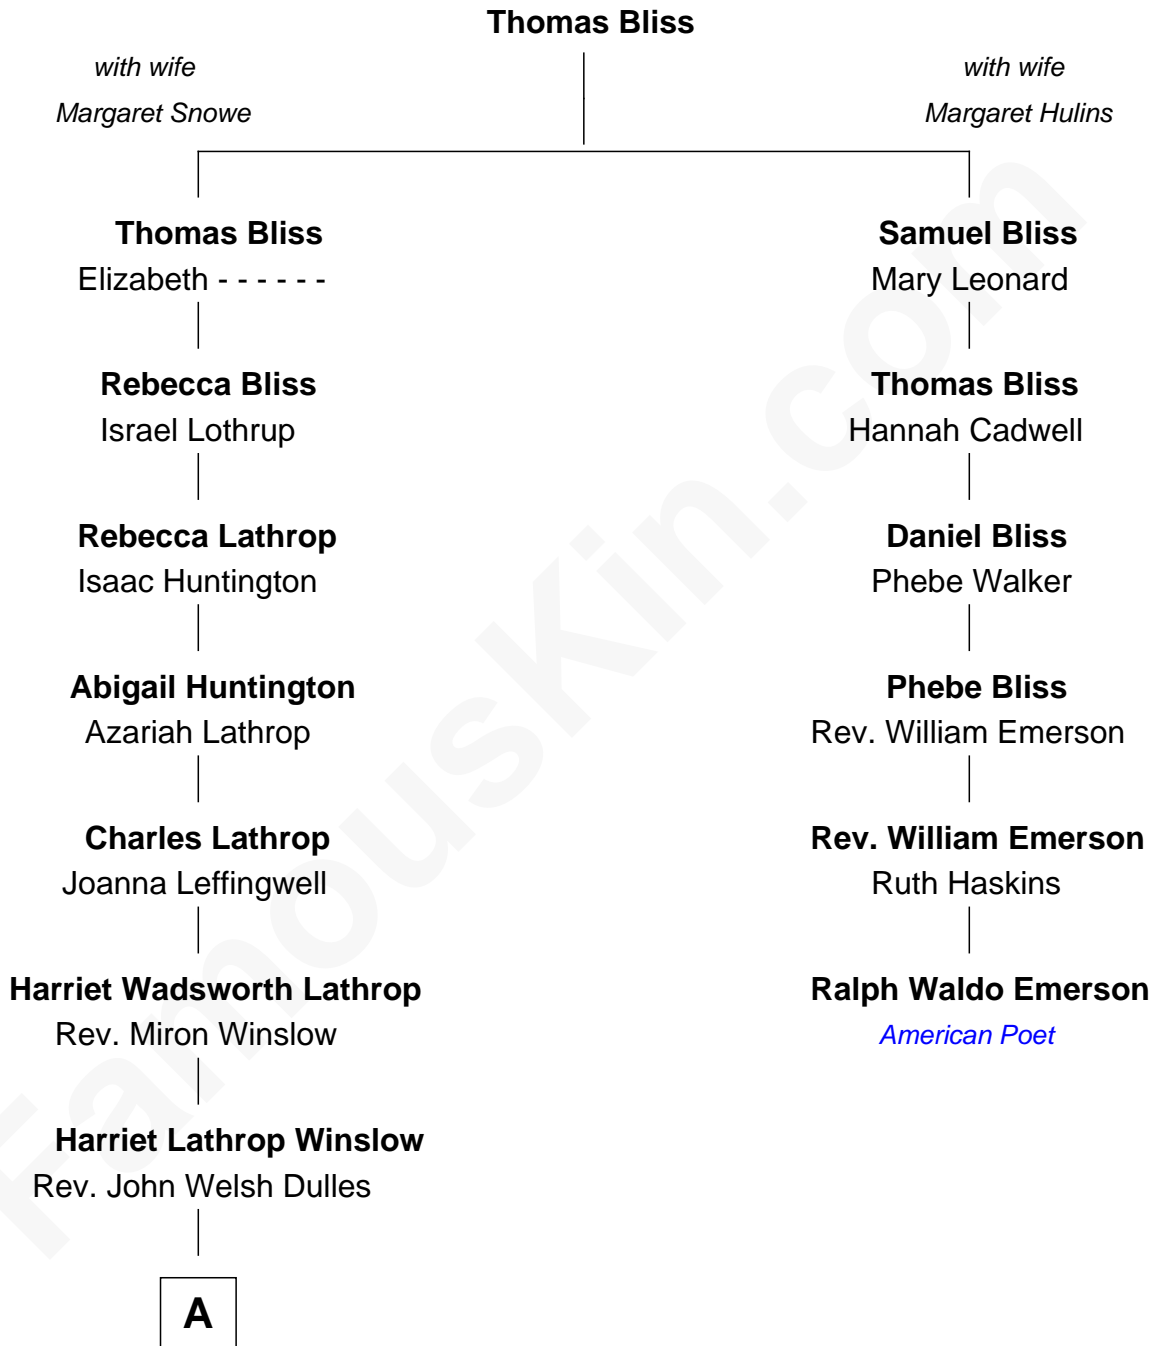 Thomas Bliss
with wife
Margaret Snowe
with wife
Margaret Hulins
Thomas Bliss
Elizabeth - - - - - -
Samuel Bliss
Mary Leonard
Rebecca Bliss
Israel Lothrup
Thomas Bliss
Hannah Cadwell
Rebecca Lathrop
Isaac Huntington
Daniel Bliss
Phebe Walker
Abigail Huntington
Azariah Lathrop
Phebe Bliss
Rev. William Emerson
Charles Lathrop
Joanna Leffingwell
Rev. William Emerson
Ruth Haskins
Harriet Wadsworth Lathrop
Rev. Miron Winslow
Ralph Waldo Emerson
American Poet
Harriet Lathrop Winslow
Rev. John Welsh Dulles
A
FamousKin.com